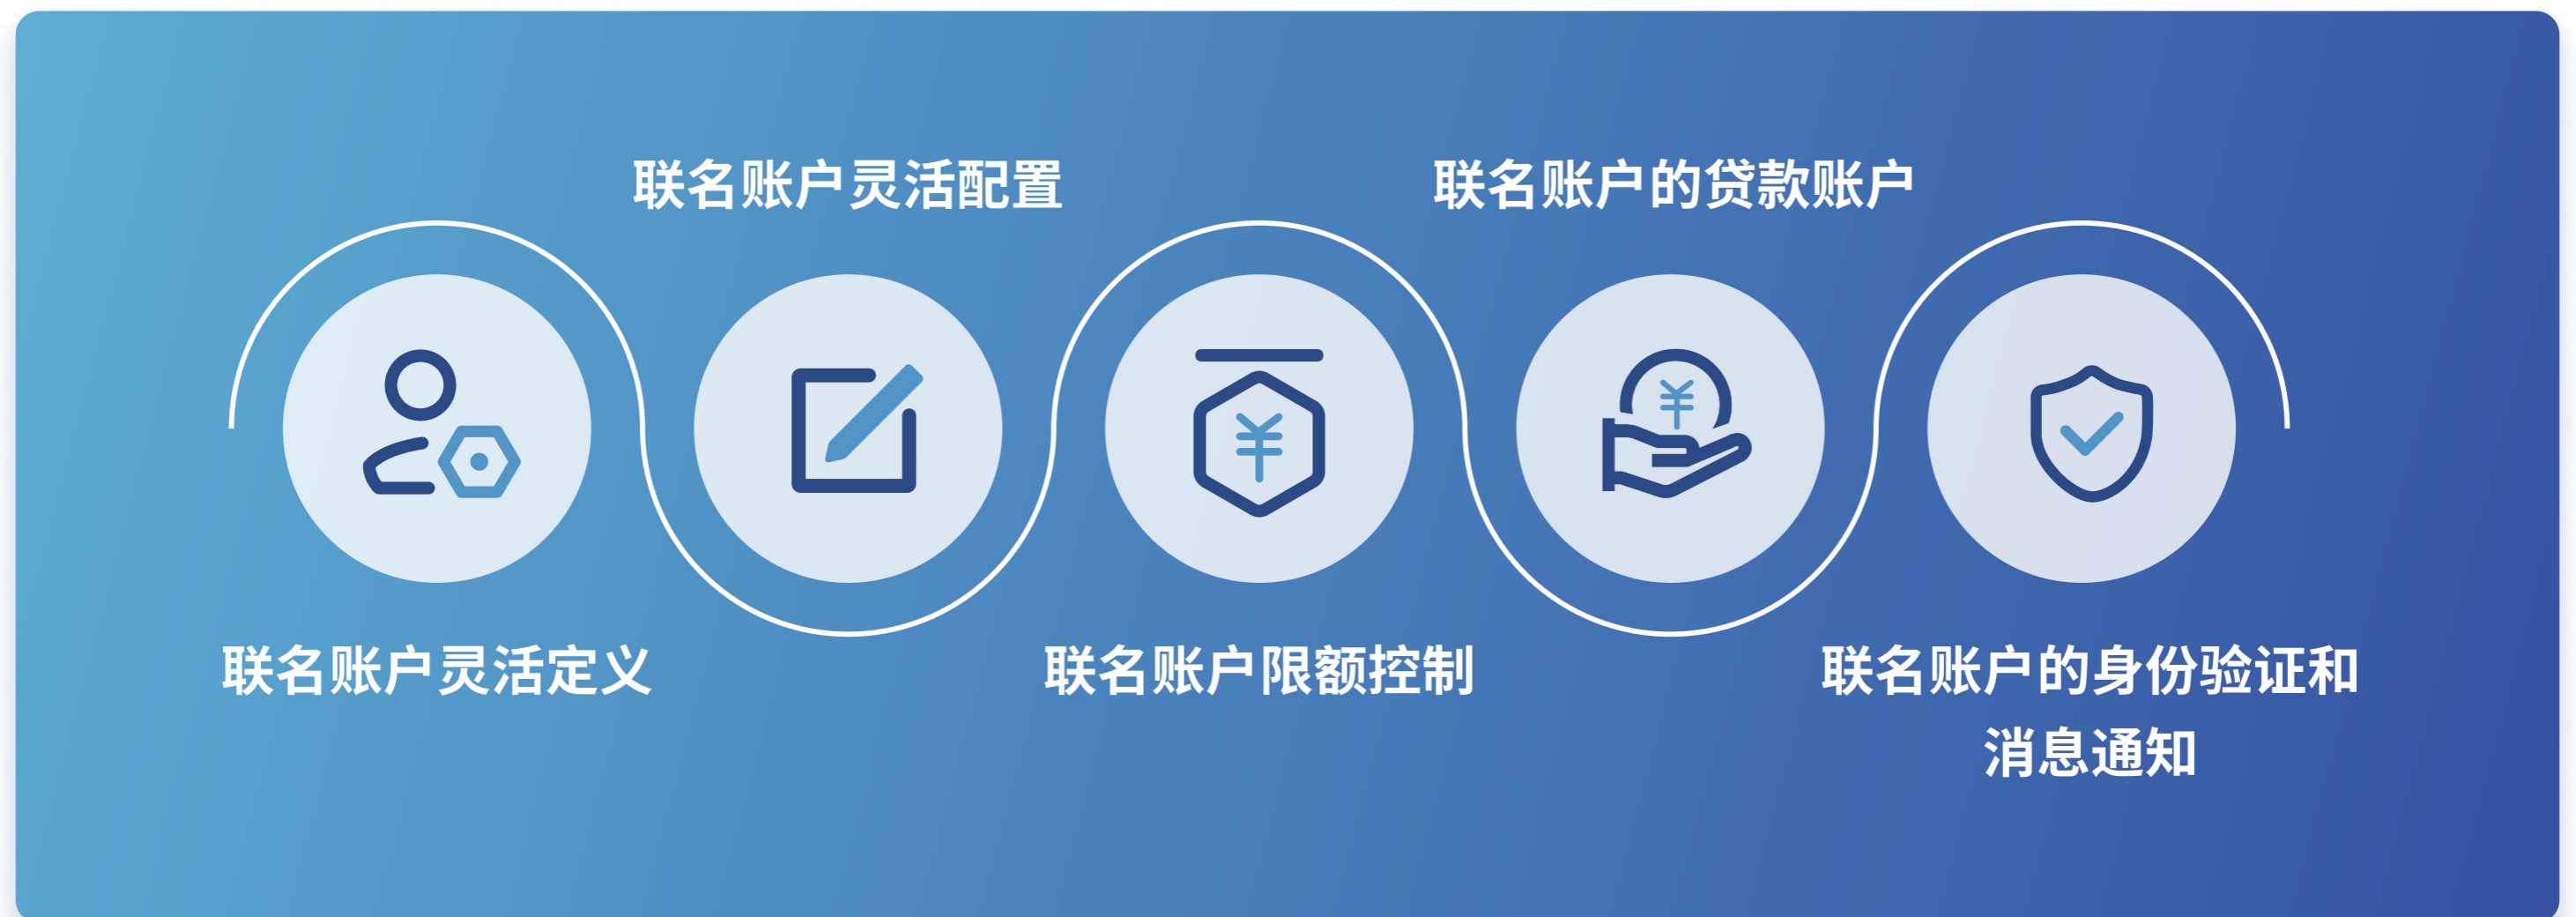 联名账户灵活配置
联名账户的贷款账户
联名账户灵活定义
联名账户限额控制
联名账户的身份验证和
消息通知